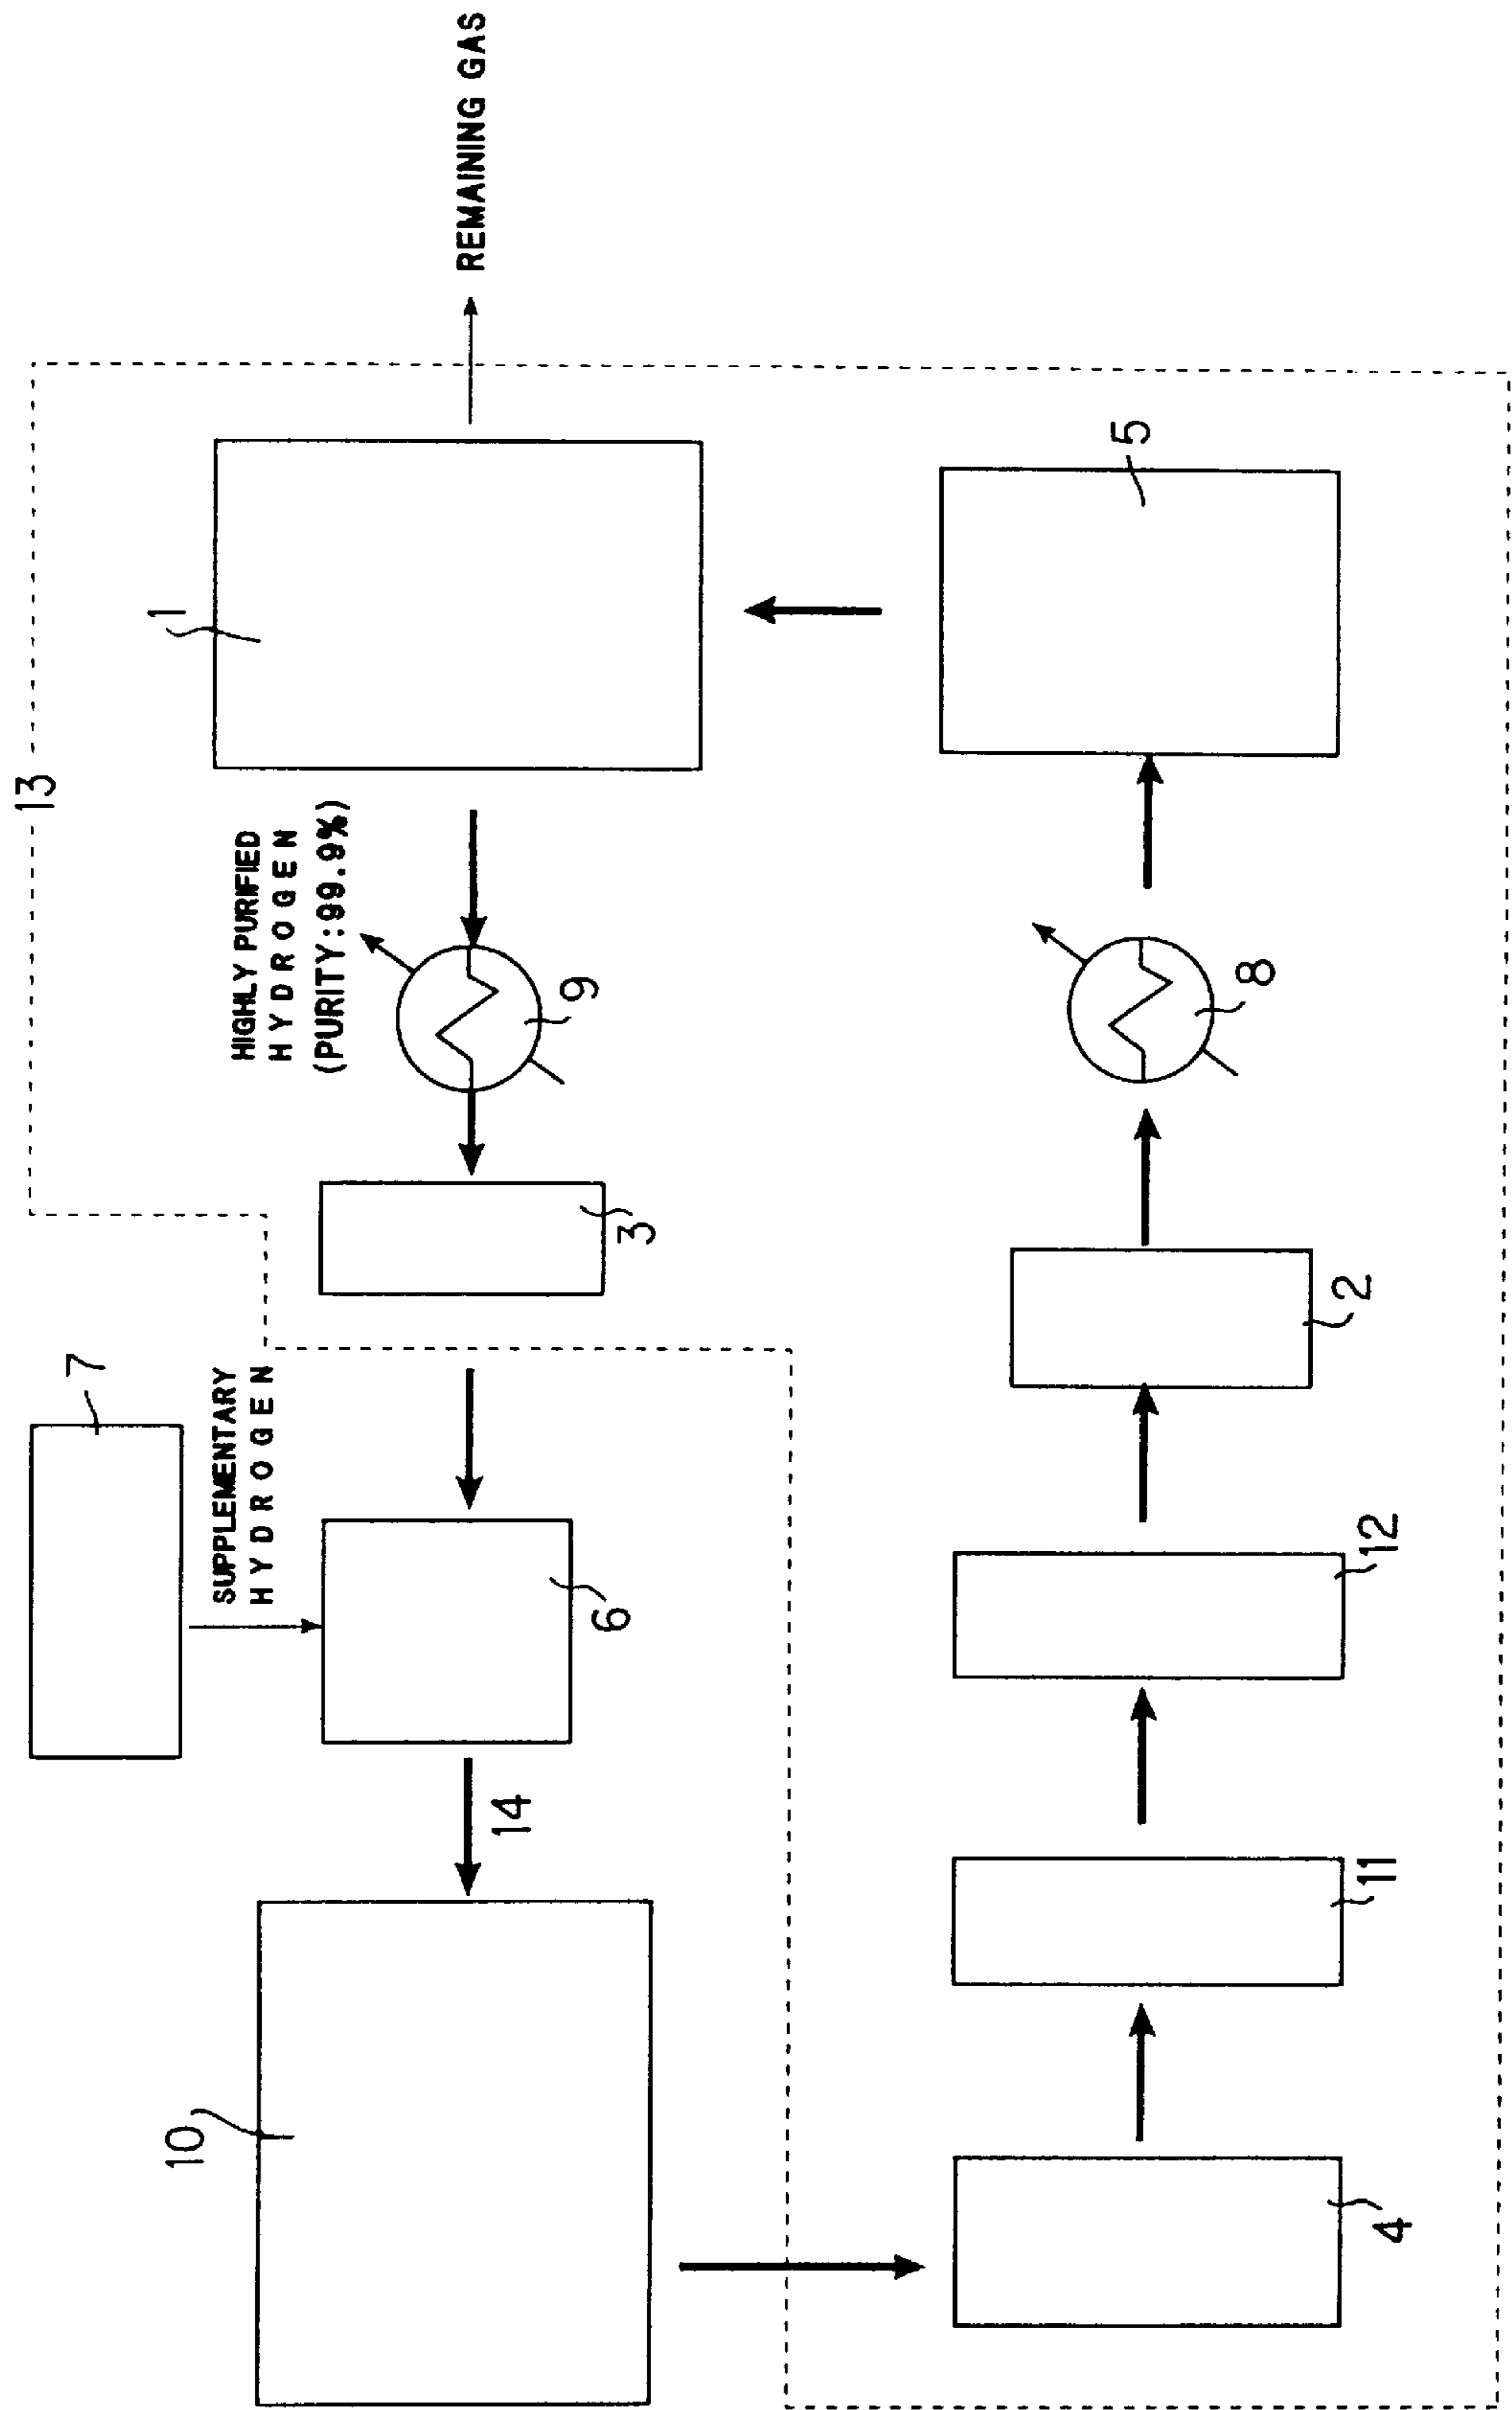 13
7
SUPPLEMENTARY
HYDROGEN
HIGHLY PURIFIED
HYDROGEN
(PURITY:99.9%)
1
REMAINING GAS
10
14
6
3
9
5
4
11
12
2
8